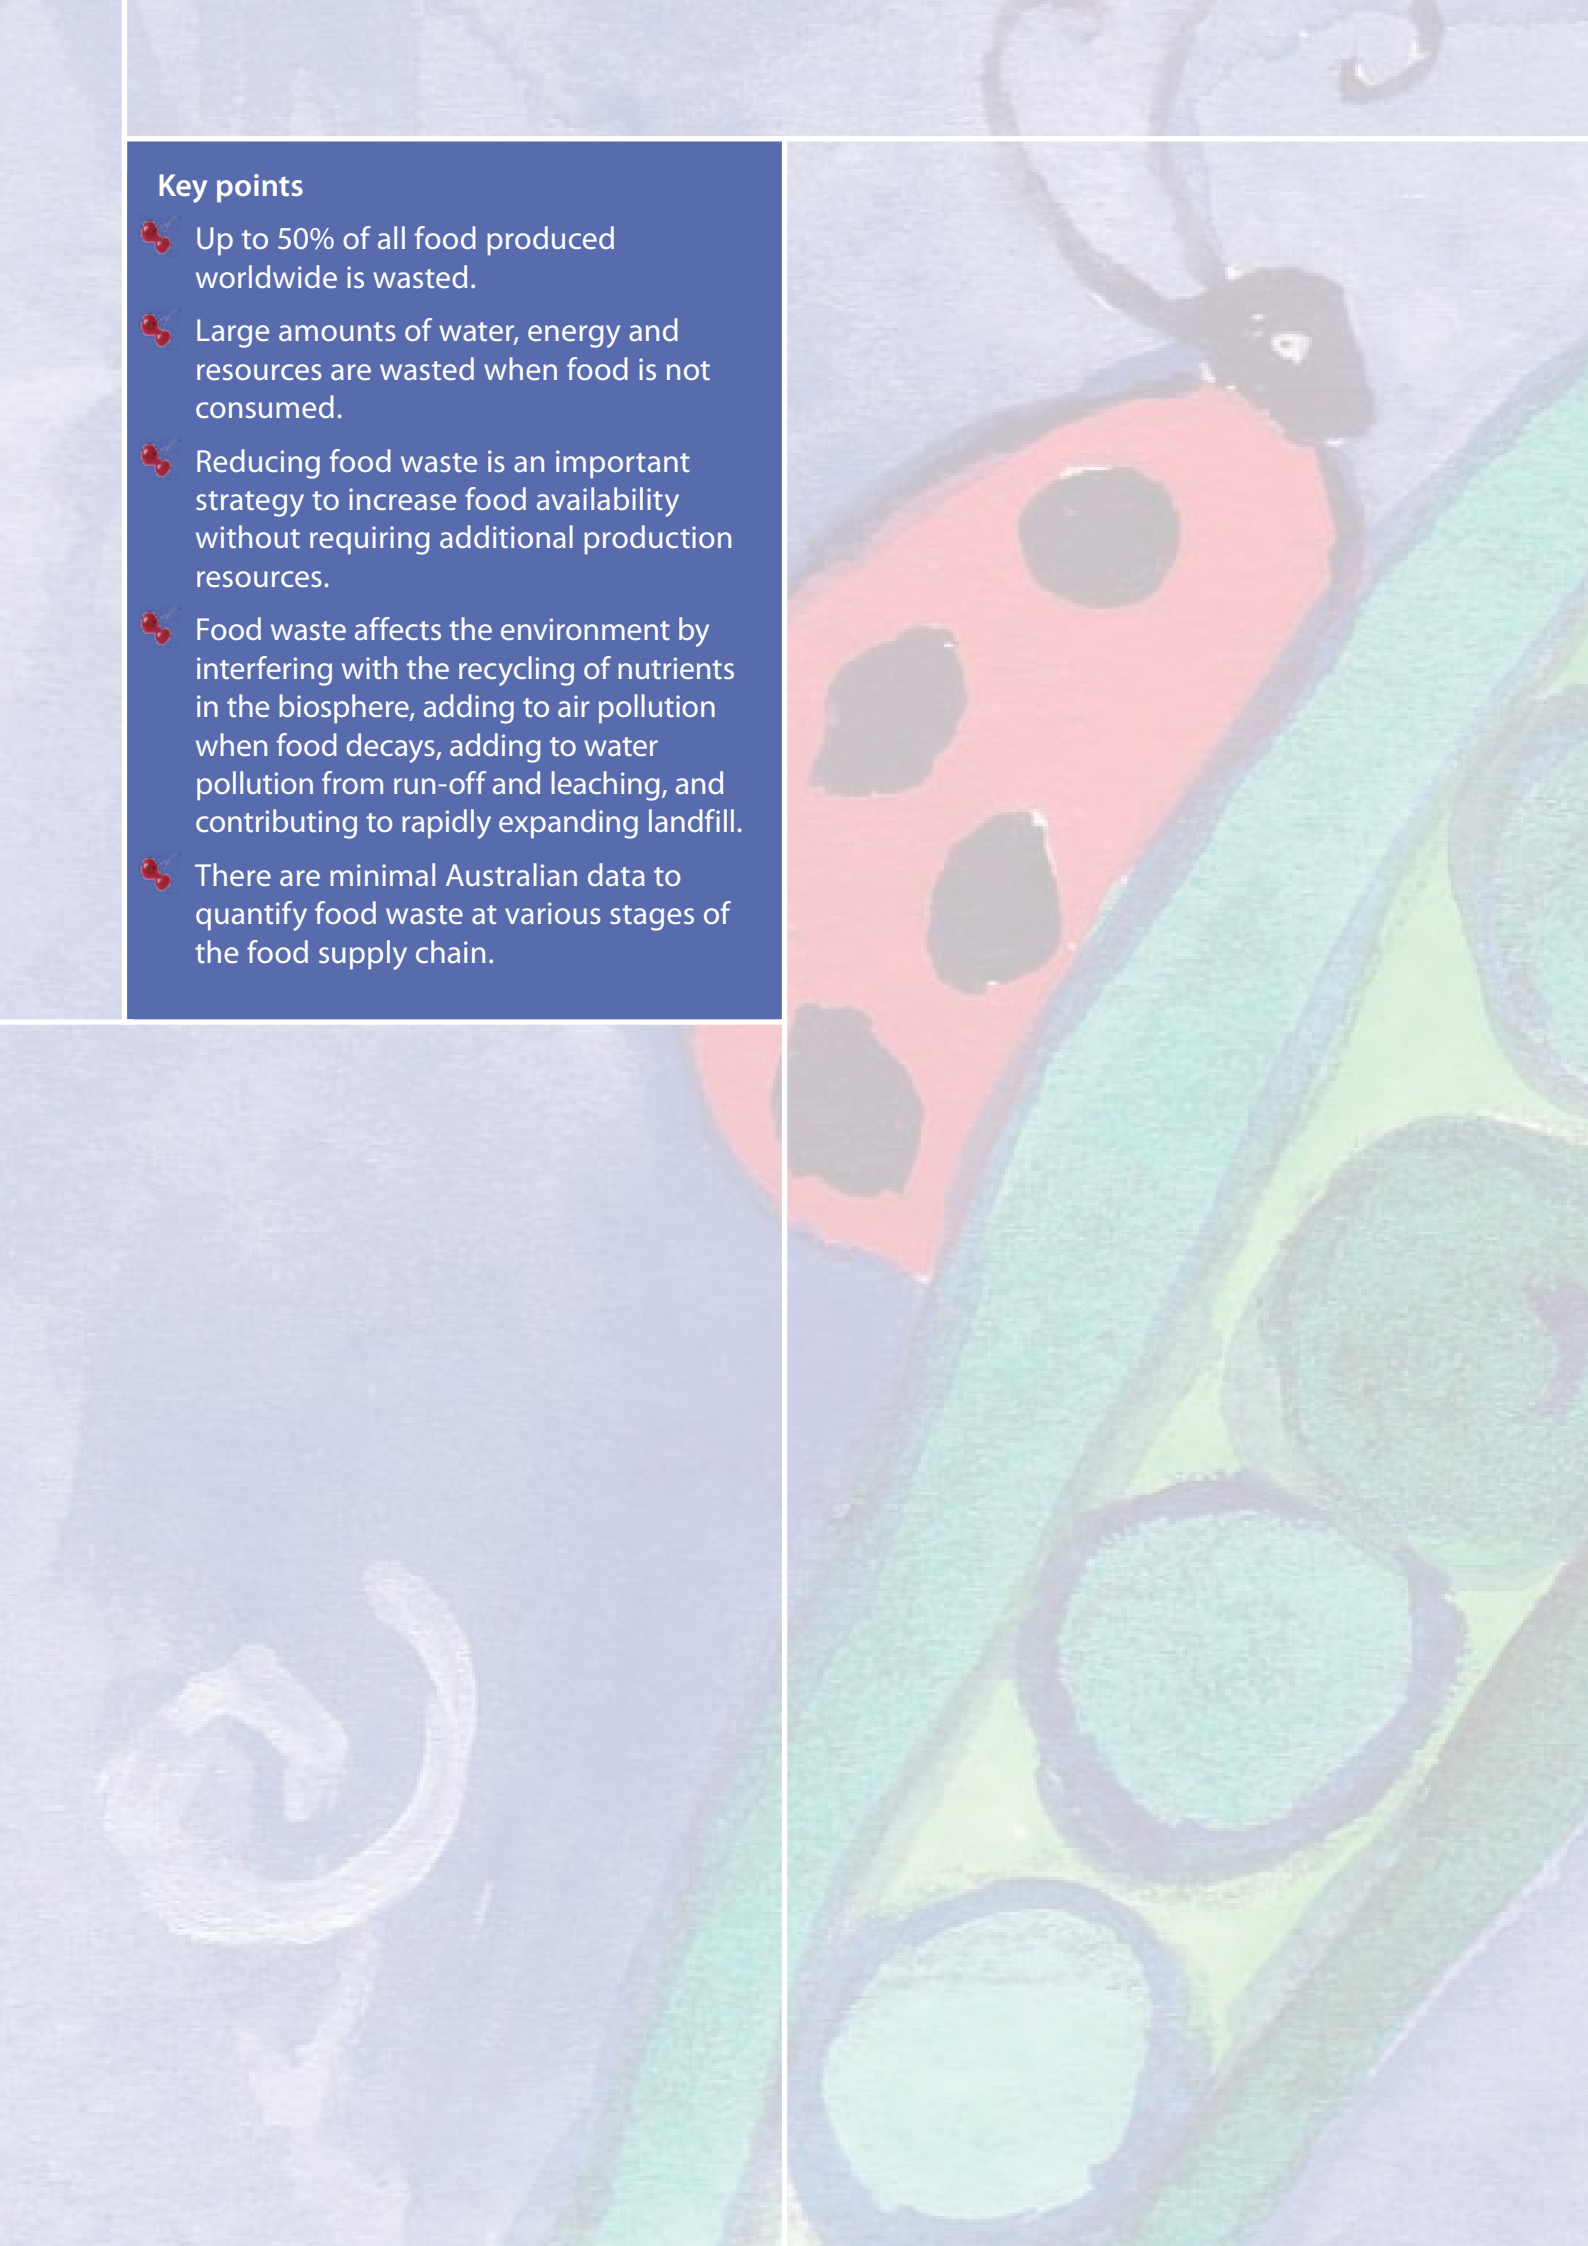 Key points
Up to 50% of all food produced
worldwide is wasted.
Large amounts of water, energy and
resources are wasted when food is not
consumed.
Reducing food waste is an important
strategy to increase food availability
without requiring additional production
resources.
Food waste affects the environment by
interfering with the recycling of nutrients
in the biosphere, adding to air pollution
when food decays, adding to water
pollution from run-off and leaching, and
contributing to rapidly expanding landfill.
There are minimal Australian data to
quantify food waste at various stages of
the food supply chain.